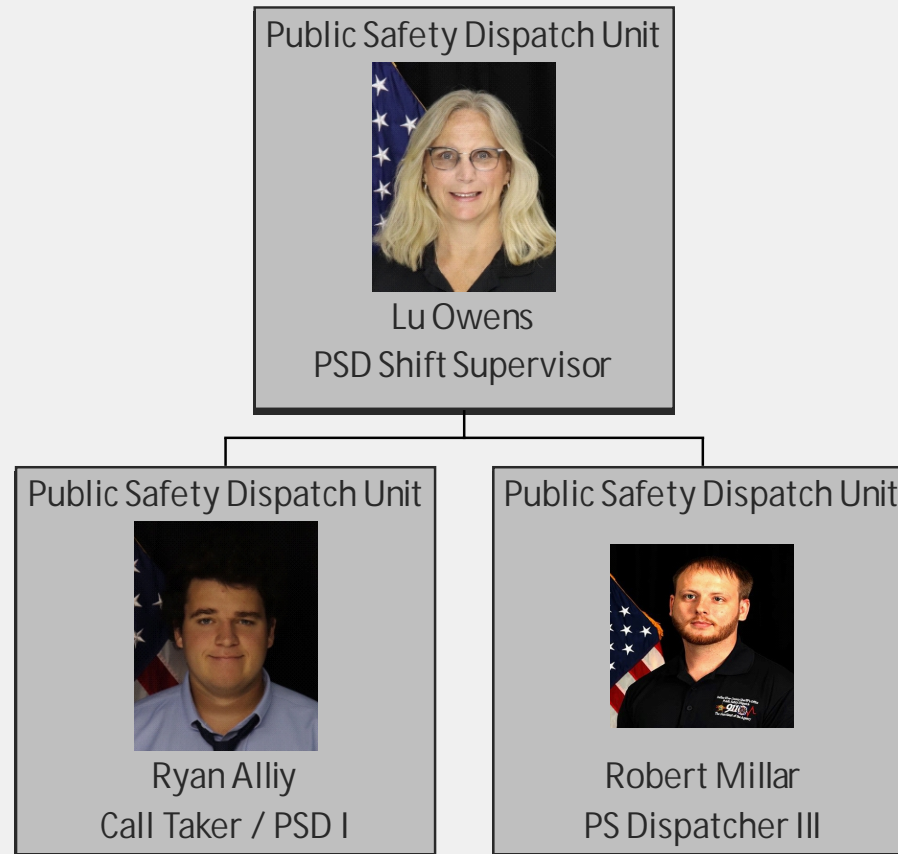 Public Safety Dispatch Unit
Lu Owens
PSD Shift Supervisor
Public Safety Dispatch Unit
Ryan Alliy
Call Taker / PSD I
Public Safety Dispatch Unit
911
Robert Millar
PS Dispatcher III